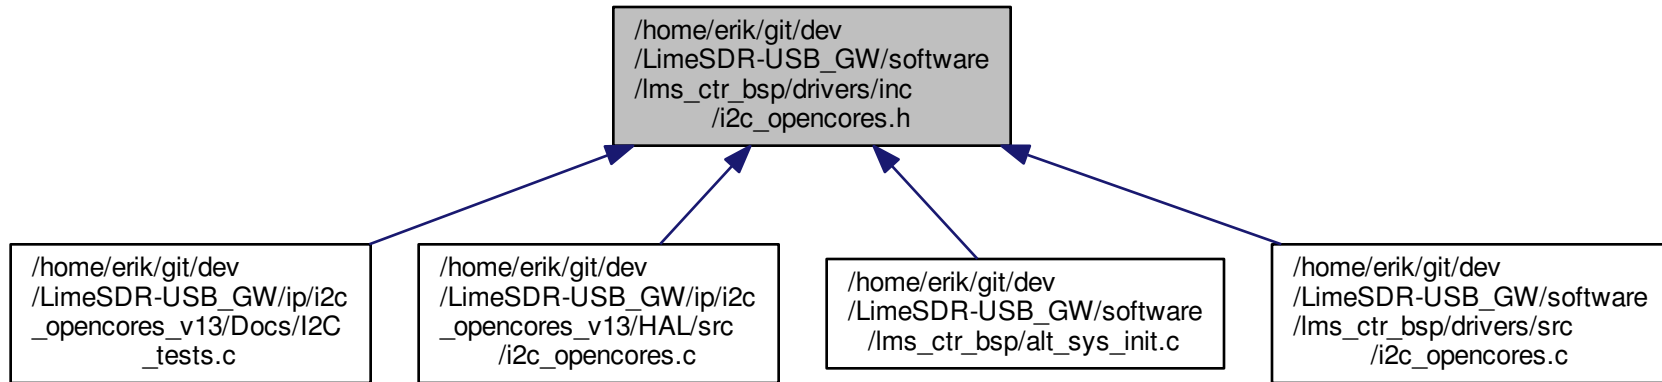 /home/erik/git/dev
/LimeSDR-USB_GW/software
/lms_ctr_bsp/drivers/inc
/i2c_opencores.h
/home/erik/git/dev
/LimeSDR-USB_GW/ip/i2c
_opencores_v13/Docs/I2C
_tests.c
/home/erik/git/dev
/LimeSDR-USB_GW/ip/i2c
_opencores_v13/HAL/src
/i2c_opencores.c
/home/erik/git/dev
/LimeSDR-USB_GW/software
/lms_ctr_bsp/alt_sys_init.c
/home/erik/git/dev
/LimeSDR-USB_GW/software
/lms_ctr_bsp/drivers/src
/i2c_opencores.c